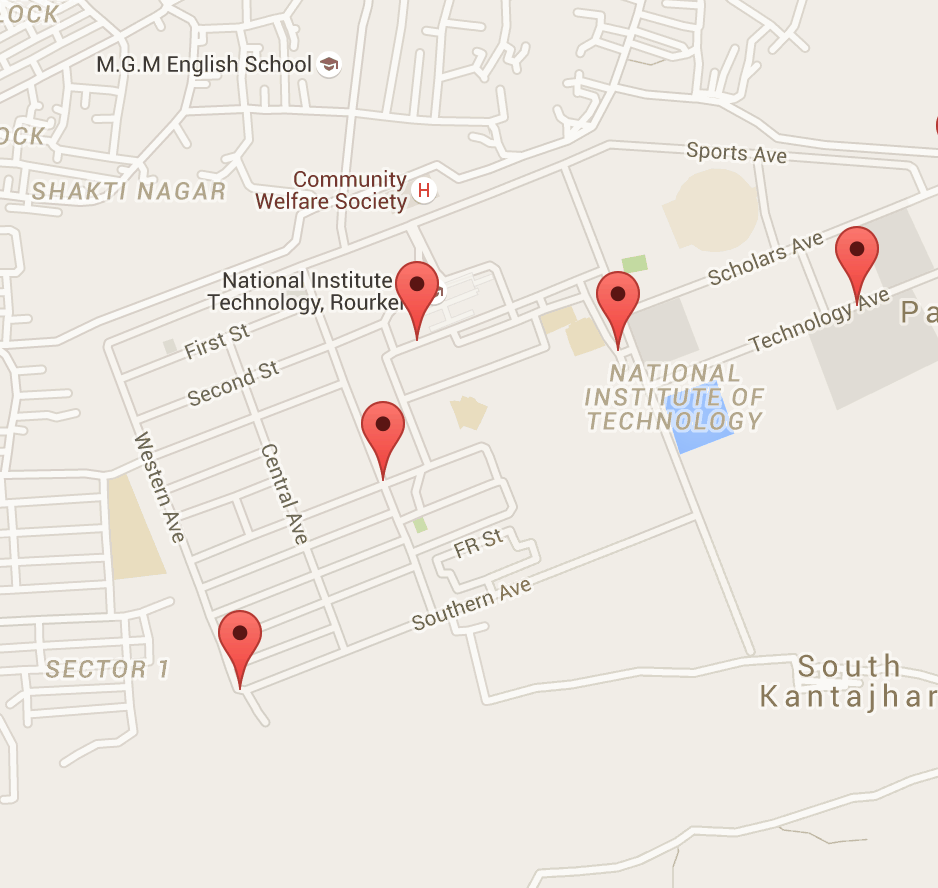 LOCK
M.G.M English School
OCK
Sports Ave
SHAKTI NAGAR
Community
Welfare Society
H
Scholars Ave
National Institute
Technology, Rourke
Technology Ave
Pa
First St
Second St
NATIONAL
INSTITUTE OF
TECHNOLOGY
Western Ave
Central Ave
FR St
Southern Ave
SECTOR 1
South
Kantajhar